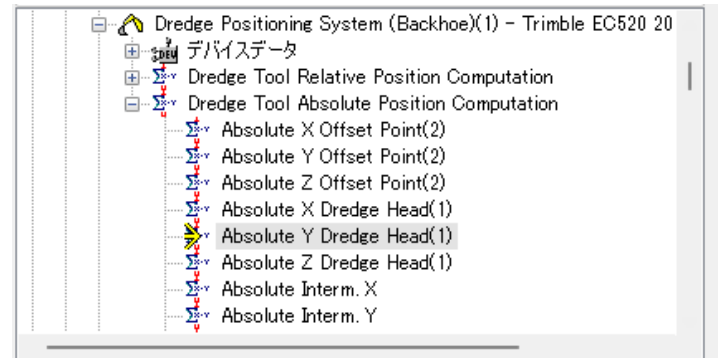 Dredge Positioning System (Backhoe)(1) - Trimble EC520 20
デバイスデータ
Dredge Tool Relative Position Computation
Dredge Tool Absolute Position Computation
Absolute X Offset Point(2)
Absolute Y Offset Point(2)
Absolute Z Offset Point(2)
Absolute X Dredge Head(1)
Absolute Y Dredge Head(1)
Absolute Z Dredge Head(1)
Absolute Interm. X
Absolute Interm. Y